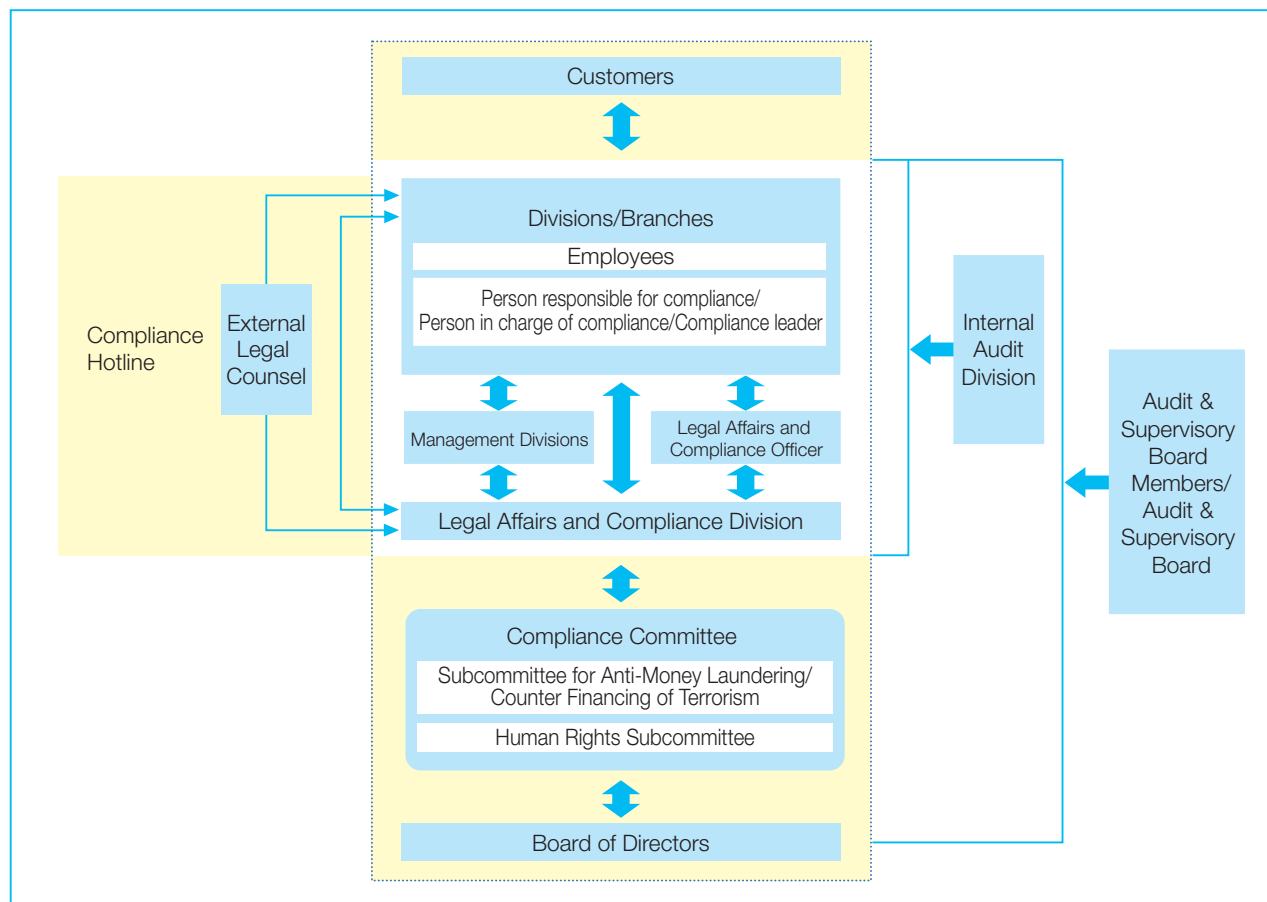 Customers
Divisions/Branches
Employees
Person responsible for compliance/
Person in charge of compliance/Compliance leader
Compliance
Hotline
External
Legal
Counsel
Management Divisions
Legal Affairs and
Compliance Officer
Legal Affairs and Compliance Division
Internal
Audit
Division
Audit &
Supervisory
Board
Members/
Audit &
Supervisory
Board
Compliance Committee
Subcommittee for Anti-Money Laundering/
Counter Financing of Terrorism
Human Rights Subcommittee
Board of Directors